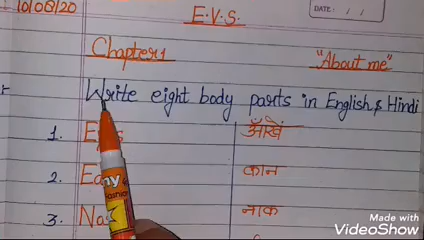 10/08/20
E.V.S.
DATE: / /
Chapter 1 "About me"
Write eight body parts in English & Hindi
1. आँखें
2. कान
3. नाक
Made with
VideoShow